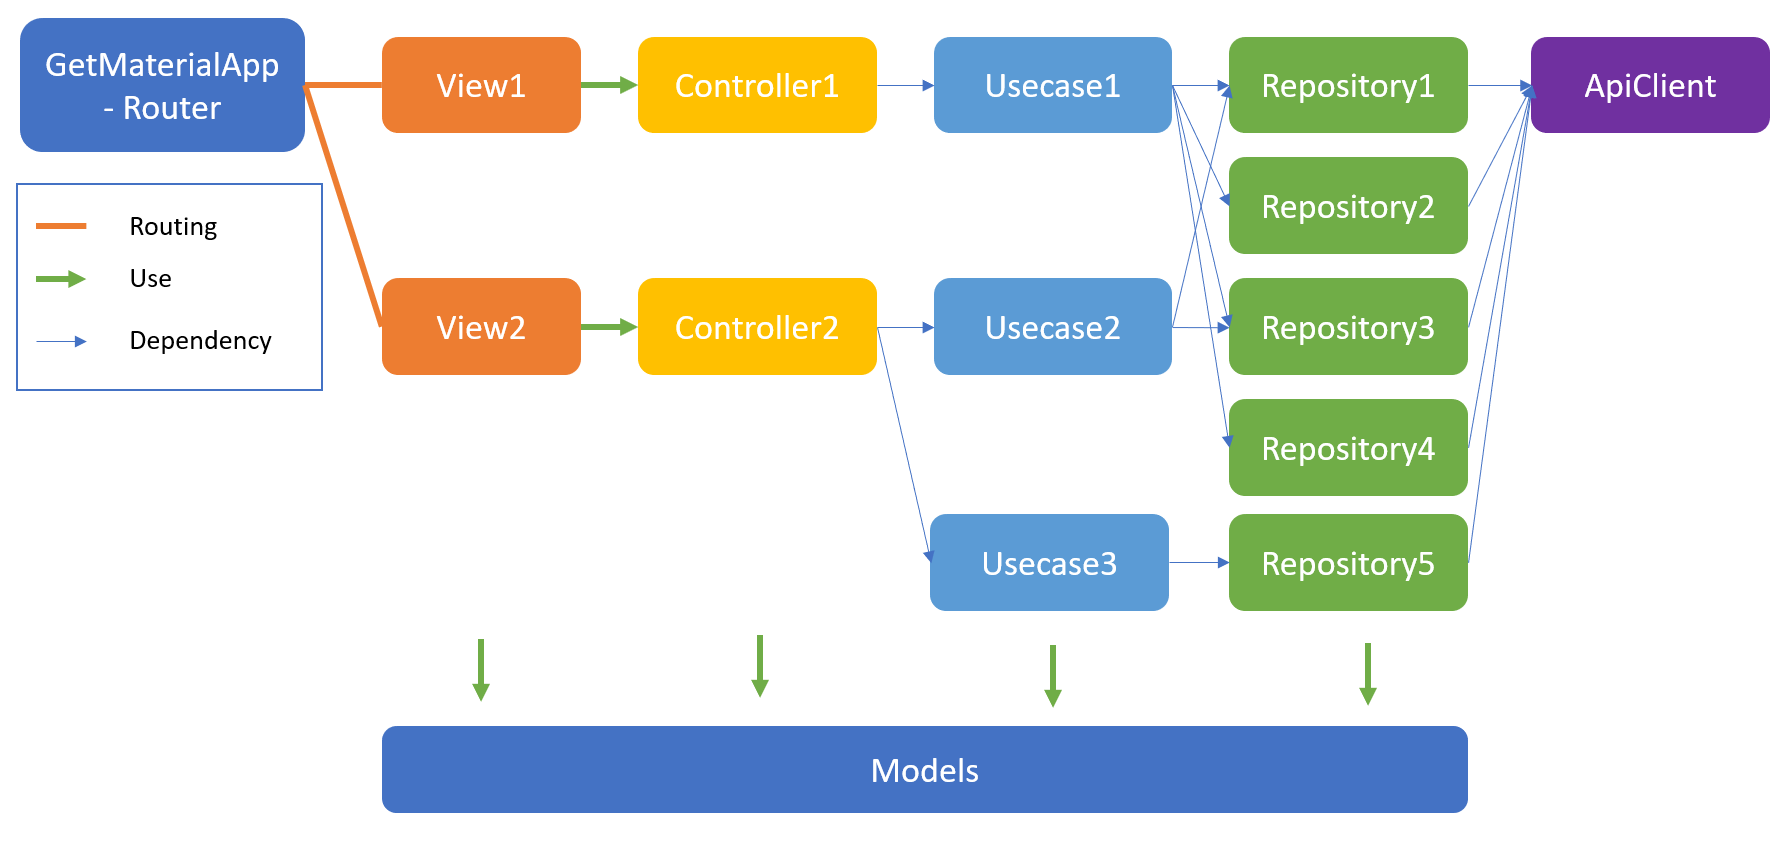 GetMaterialApp
- Router
View1
Controller1
Usecase1
Repository1
ApiClient
Repository2
Routing
Use
Dependency
View2
Controller2
Usecase2
Repository3
Repository4
Usecase3
Repository5
Models